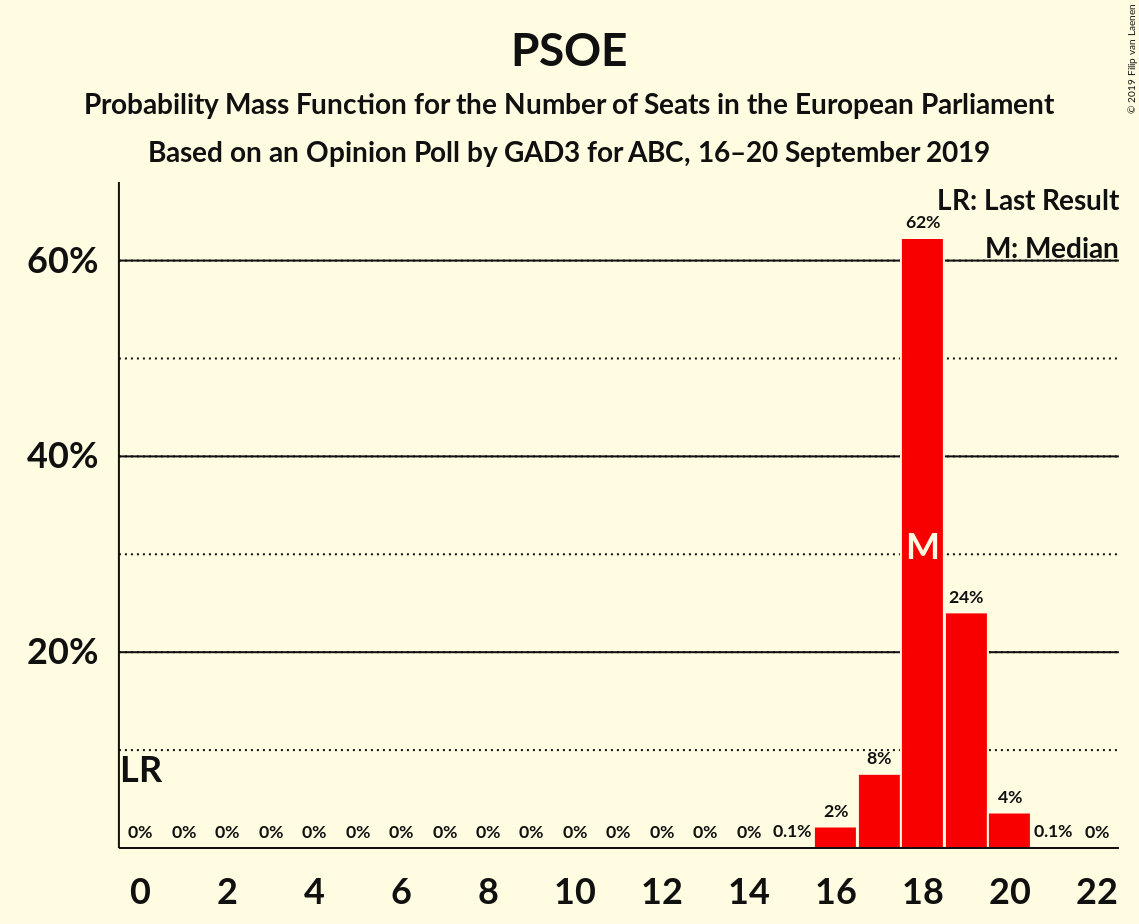 PSOE
Probability Mass Function for the Number of Seats in the European Parliament
Based on an Opinion Poll by GAD3 for ABC, 16–20 September 2019
© 2019 Filip van Laenen
LR: Last Result
M: Median
60%
40%
20%
62%
M
24%
8%
LR
4%
2%
0% 0% 0% 0% 0% 0% 0% 0% 0% 0% 0% 0% 0% 0% 0% 0.1% 0.1% 0%
0 2 4 6 8 10 12 14 16 18 20 22